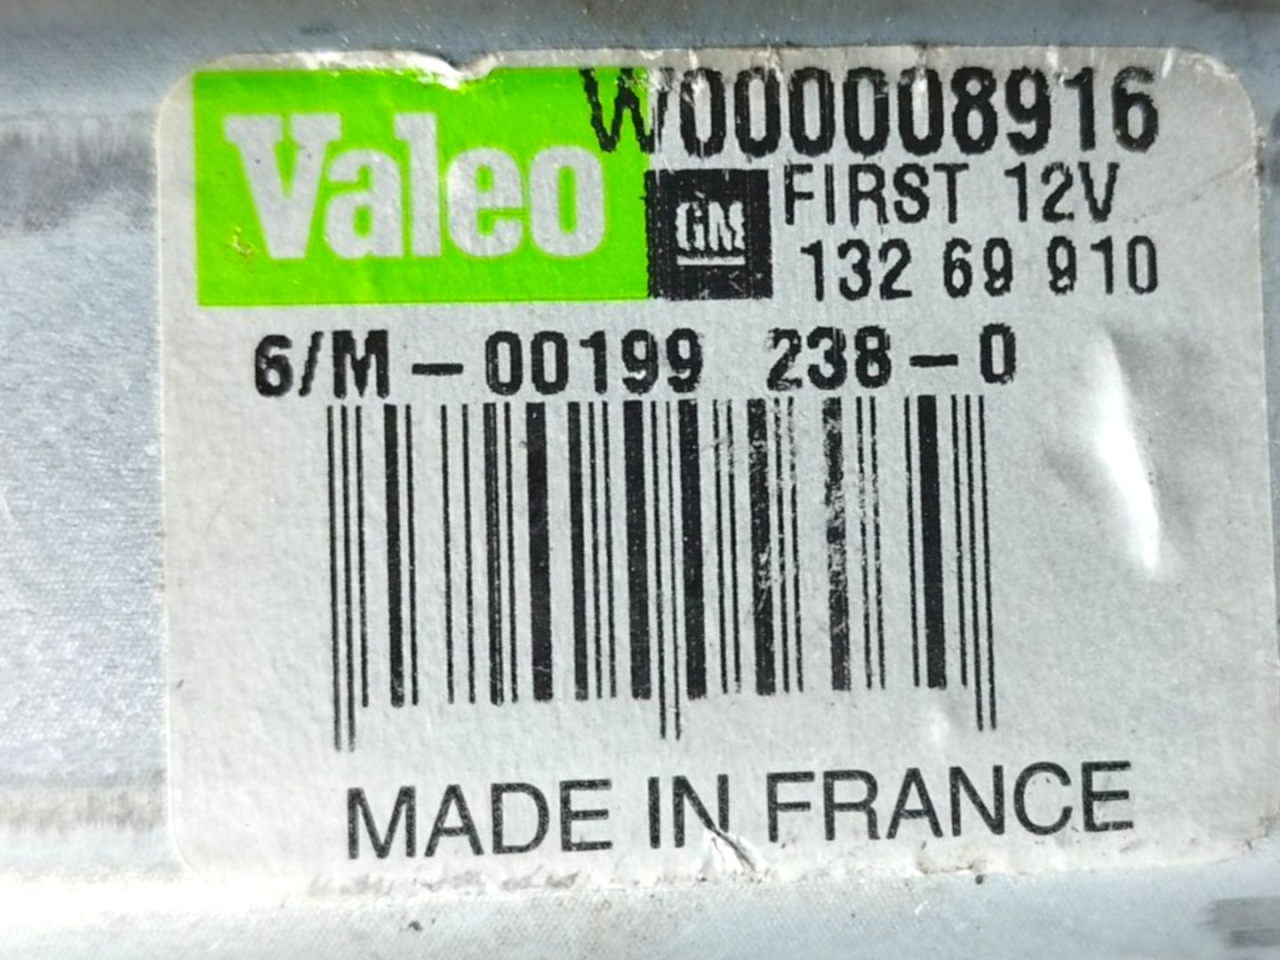 Valeo
W000008916
GM
FIRST 12V
132 69 910
6/M-00199 238-0
MADE IN FRANCE